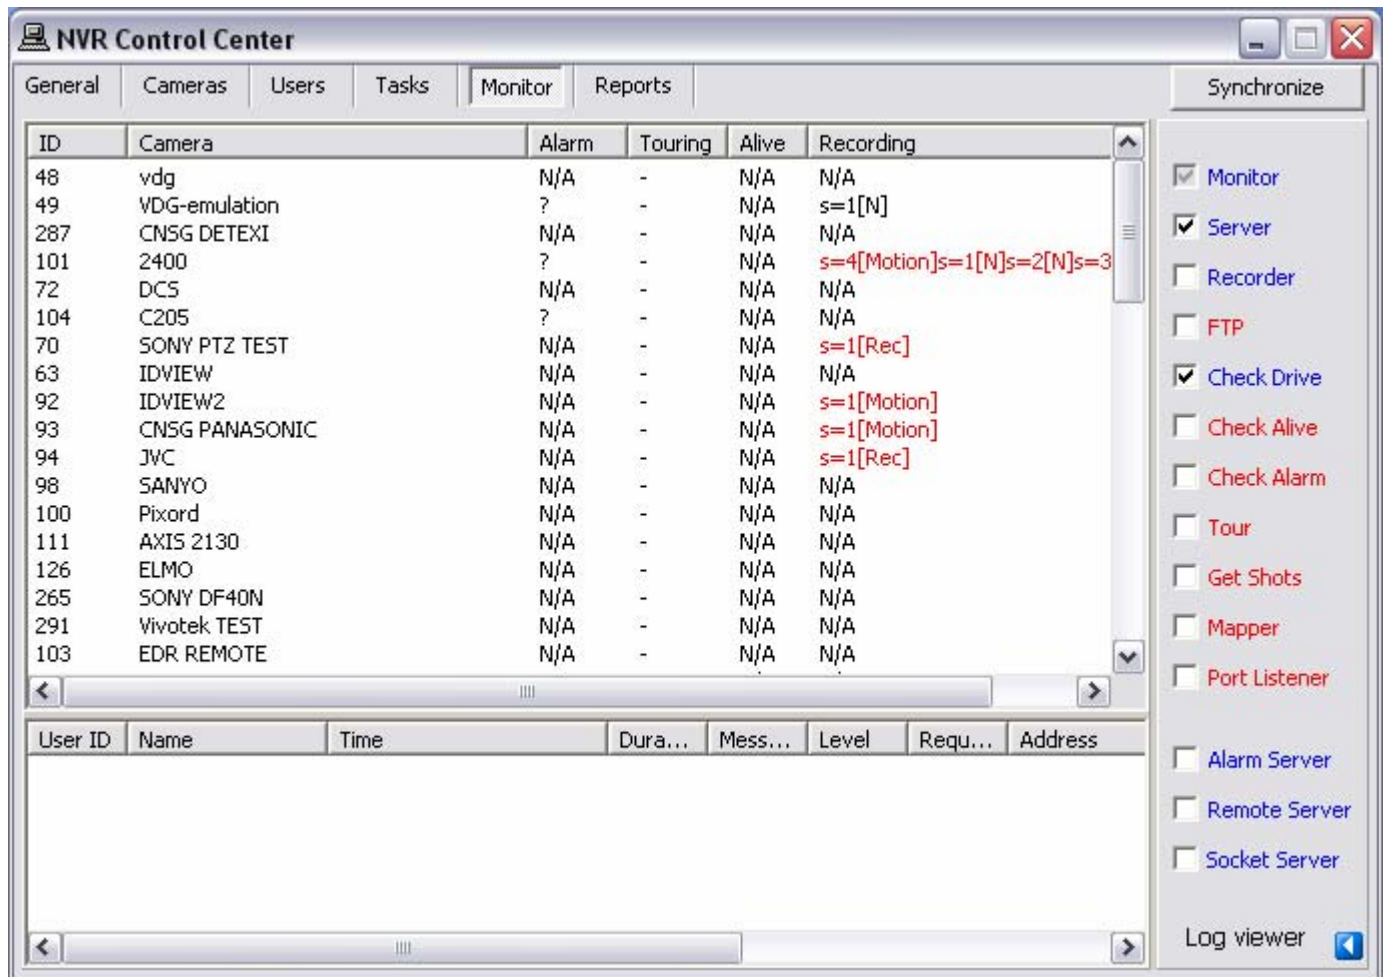 NVR Control Center
General Cameras Users Tasks Monitor Reports Synchronize
ID Camera Alarm Touring Alive Recording
48 vdg N/A - N/A N/A
49 VDG-emulation ? - N/A s=1[N]
287 CNSG DETEXI N/A - N/A N/A
101 2400 ? - N/A s=4[Motion]s=1[N]s=2[N]s=3
72 DCS N/A - N/A N/A
104 C205 ? - N/A N/A
70 SONY PTZ TEST N/A - N/A s=1[Rec]
63 IDVIEW N/A - N/A N/A
92 IDVIEW2 N/A - N/A s=1[Motion]
93 CNSG PANASONIC N/A - N/A s=1[Motion]
94 JVC N/A - N/A s=1[Rec]
98 SANYO N/A - N/A N/A
100 Pixord N/A - N/A N/A
111 AXIS 2130 N/A - N/A N/A
126 ELMO N/A - N/A N/A
265 SONY DF40N N/A - N/A N/A
291 Vivotek TEST N/A - N/A N/A
103 EDR REMOTE N/A - N/A N/A
User ID Name Time Dura... Mess... Level Requ... Address
Monitor
Server
Recorder
FTP
Check Drive
Check Alive
Check Alarm
Tour
Get Shots
Mapper
Port Listener
Alarm Server
Remote Server
Socket Server
Log viewer